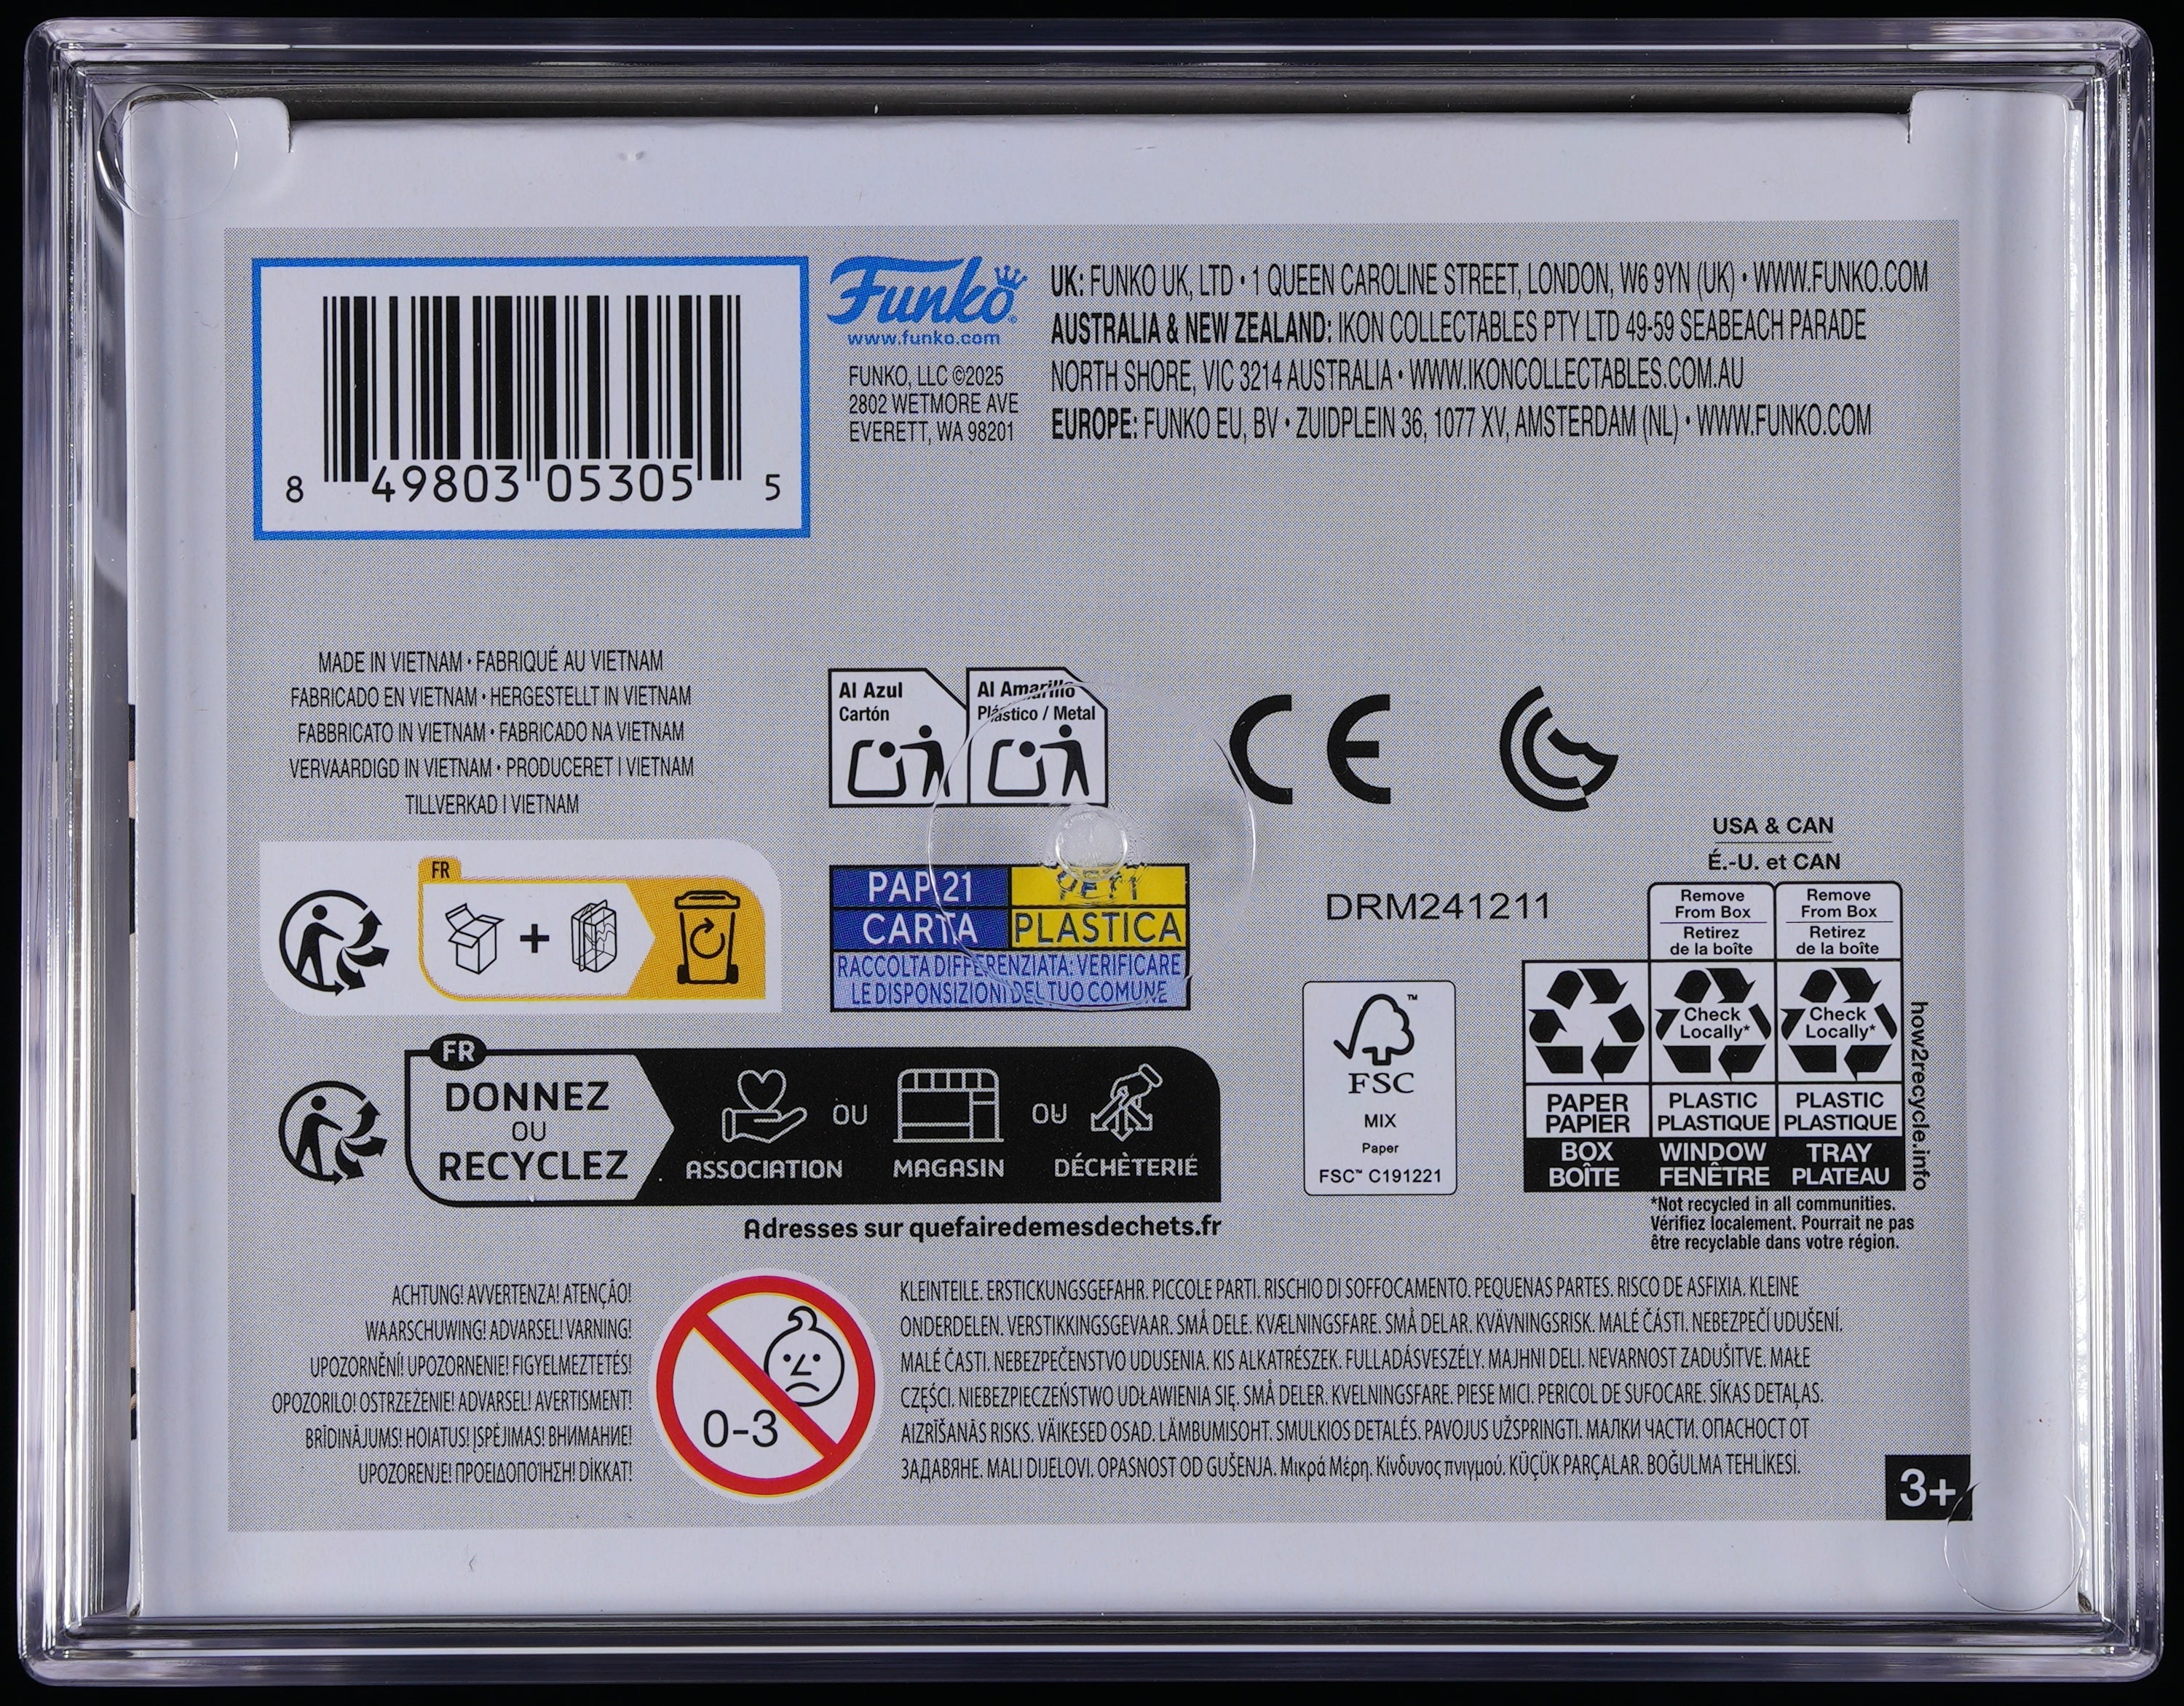 8 49803 05305 5
Funko
www.funko.com
FUNKO, LLC ©2025
2802 WETMORE AVE
EVERETT, WA 98201
UK: FUNKO UK, LTD • 1 QUEEN CAROLINE STREET, LONDON, W6 9YN (UK) • WWW.FUNKO.COM
AUSTRALIA & NEW ZEALAND: IKON COLLECTABLES PTY LTD 49-59 SEABEACH PARADE
NORTH SHORE, VIC 3214 AUSTRALIA • WWW.IKONCOLLECTABLES.COM.AU
EUROPE: FUNKO EU, BV • ZUIDPLEIN 36, 1077 XV, AMSTERDAM (NL) • WWW.FUNKO.COM
MADE IN VIETNAM • FABRIQUÉ AU VIETNAM
FABRICADO EN VIETNAM • HERGESTELLT IN VIETNAM
FABBRICATO IN VIETNAM • FABRICADO NA VIETNAM
VERVAARDIGD IN VIETNAM • PRODUCERET I VIETNAM
TILLVERKAD I VIETNAM
Al Azul
Cartón
Al Amarillo
Plástico / Metal
CE
FR
PAP 21
CARTA
PLASTICA
RACCOLTA DIFFERENZIATA: VERIFICARE
LE DISPONSIZIONI DEL TUO COMUNE
DRM241211
USA & CAN
É.-U. et CAN
Remove
From Box
Retirez
de la boîte
Remove
From Box
Retirez
de la boîte
Check
Locally*
Check
Locally*
PAPER
PAPIER
PLASTIC
PLASTIQUE
PLASTIC
PLASTIQUE
BOX
BOÎTE
WINDOW
FENÊTRE
TRAY
PLATEAU
how2recycle.info
*Not recycled in all communities.
Vérifiez localement. Pourrait ne pas
être recyclable dans votre région.
FSC™
MIX
Paper
FSC™ C191221
FR
DONNEZ
OU
RECYCLEZ
ASSOCIATION
OU
MAGASIN
OU
DÉCHÈTERIE
Adresses sur quefairedemesdechets.fr
ACHTUNG! AVVERTENZA! ATENÇÃO!
WAARSCHUWING! ADVARSEL! VARNING!
UPOZORNĚNÍ! UPOZORNENIE! FIGYELMEZTETÉS!
OPOZORILO! OSTRZEŻENIE! ADVARSEL! AVERTISMENT!
BRĪDINĀJUMS! HOIATUS! ĮSPĖJIMAS! ВНИМАНИЕ!
UPOZORENJE! ΠΡΟΕΙΔΟΠΟΊΗΣΗ! DİKKAT!
0-3
KLEINTEILE. ERSTICKUNGSGEFAHR. PICCOLE PARTI. RISCHIO DI SOFFOCAMENTO. PEQUENAS PARTES. RISCO DE ASFIXIA. KLEINE
ONDERDELEN. VERSTIKKINGSGEVAAR. SMÅ DELE. KVÆLNINGSFARE. SMÅ DELAR. KVÄVNINGSRISK. MALÉ ČÁSTI. NEBEZPEČÍ UDUŠENÍ.
MALÉ ČASTI. NEBEZPEČENSTVO UDUSENIA. KIS ALKATRÉSZEK. FULLADÁSVESZÉLY. MAJHNI DELI. NEVARNOST ZADUŠITVE. MAŁE
CZĘŚCI. NIEBEZPIECZEŃSTWO UDŁAWIENIA SIĘ. SMÅ DELER. KVELNINGSFARE. PIESE MICI. PERICOL DE SUFOCARE. SĪKAS DETAĻAS.
AIZRĪŠANĀS RISKS. VÄIKESED OSAD. LÄMBUMISOHT. SMULKIOS DETALĖS. PAVOJUS UŽSPRINGTI. МАЛКИ ЧАСТИ. ОПАСНОСТ ОТ
ЗАДАВЯНЕ. MALI DIJELOVI. OPASNOST OD GUŠENJA. Μικρά Μέρη. Κίνδυνος πνιγμού. KÜÇÜK PARÇALAR. BOĞULMA TEHLİKESİ.
3+